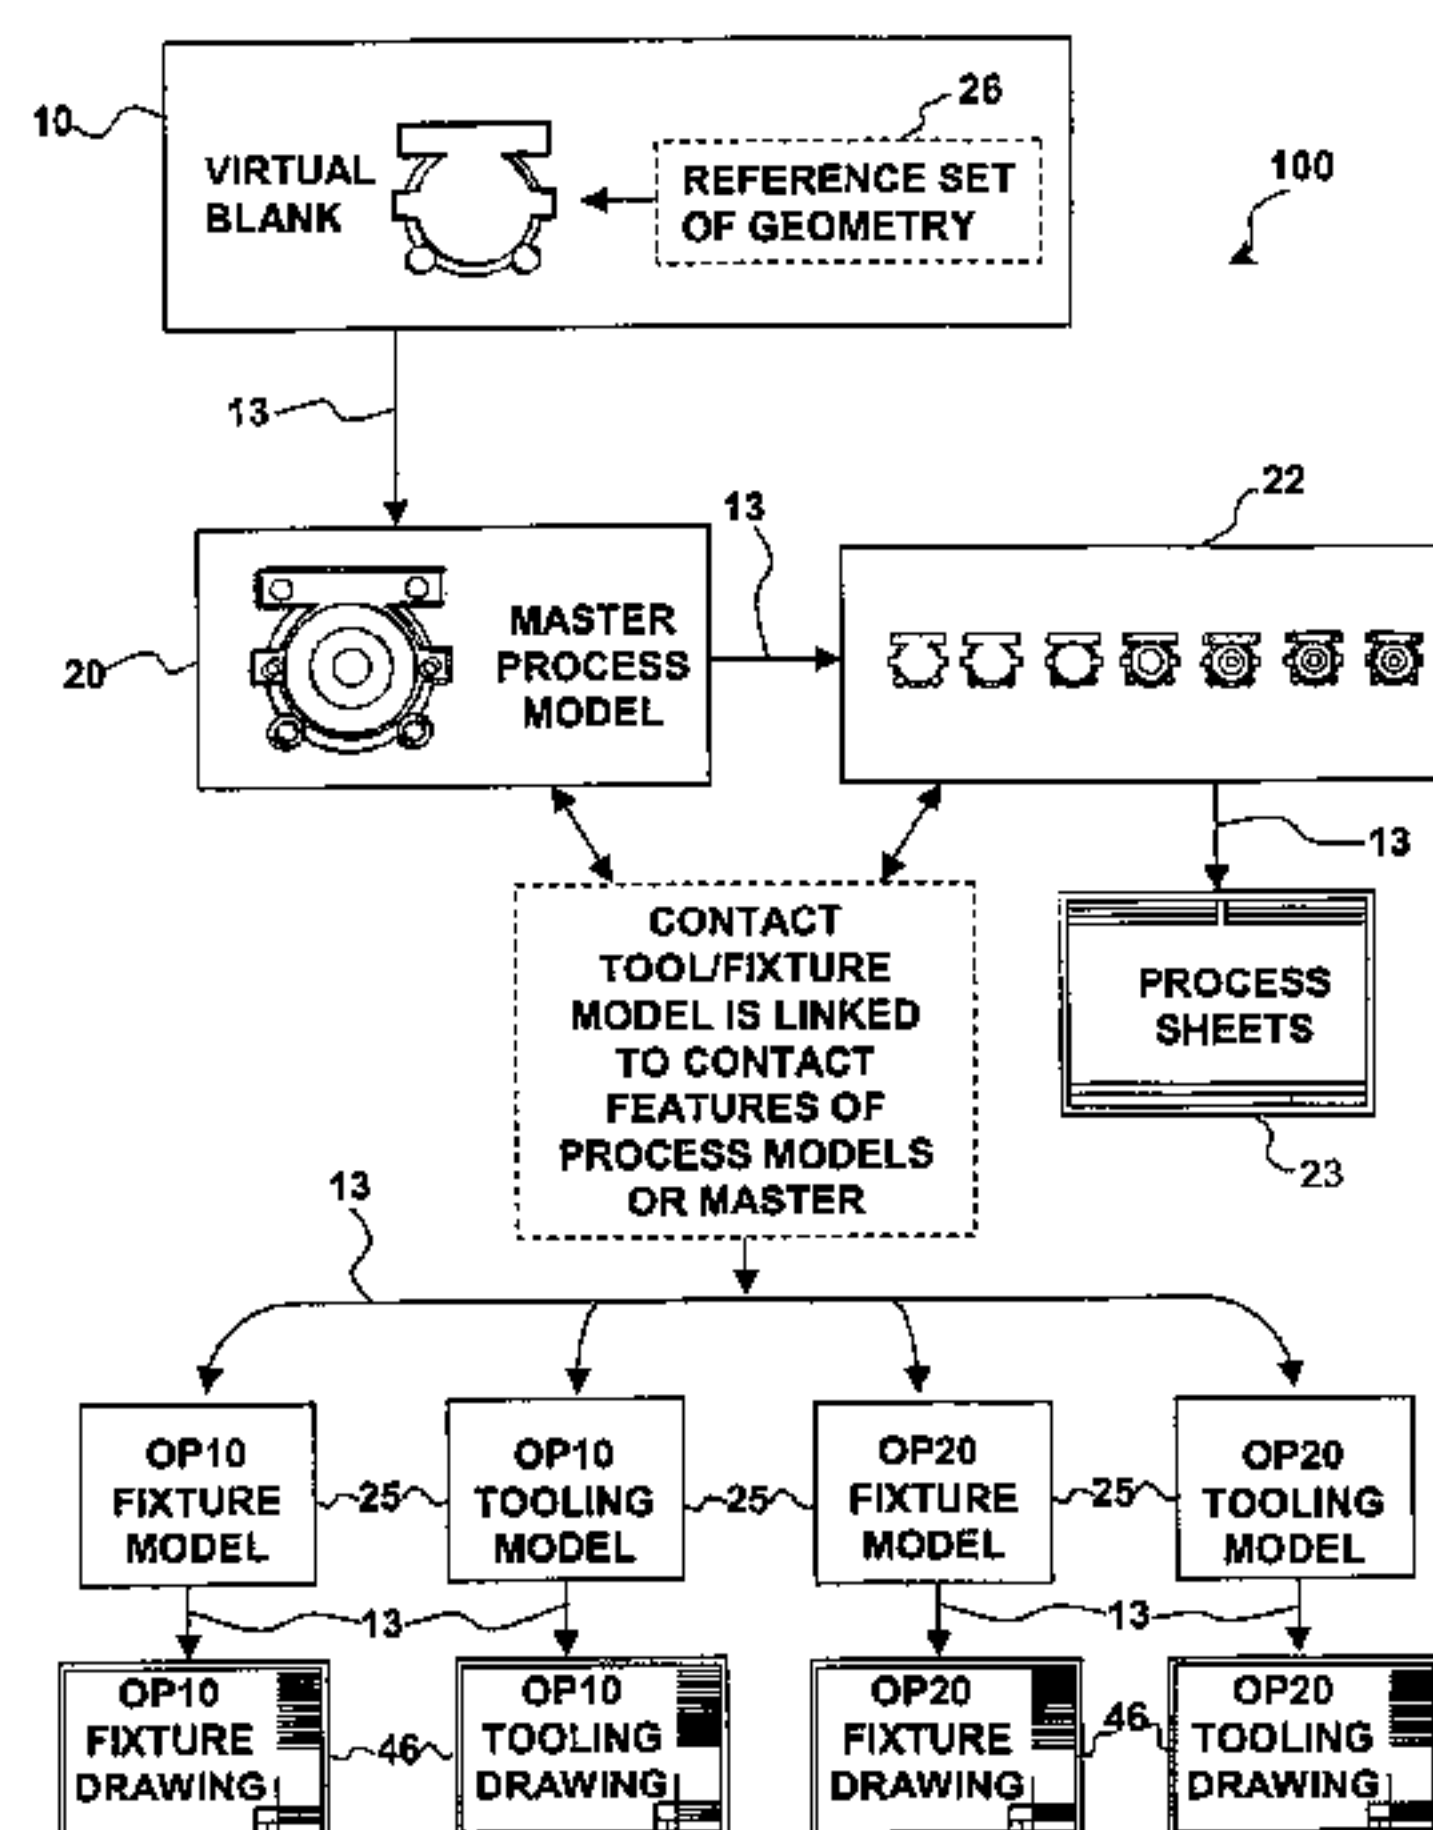 26
10
VIRTUAL
BLANK
REFERENCE SET
OF GEOMETRY
100
13
22
13
20
MASTER
PROCESS
MODEL
13
CONTACT
TOOL/FIXTURE
MODEL IS LINKED
TO CONTACT
FEATURES OF
PROCESS MODELS
OR MASTER
PROCESS
SHEETS
23
13
OP10
FIXTURE
MODEL
25
OP10
TOOLING
MODEL
25
OP20
FIXTURE
MODEL
25
OP20
TOOLING
MODEL
13
13
OP10
FIXTURE
DRAWING
46
OP10
TOOLING
DRAWING
OP20
FIXTURE
DRAWING
46
OP20
TOOLING
DRAWING